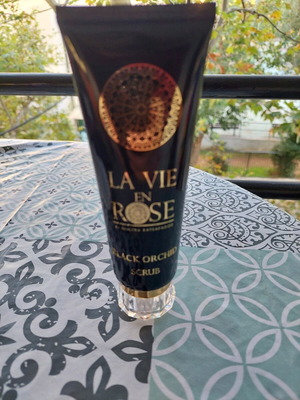 LA VIE
EN
ROSE
BLACK ORCHID
SCRUB